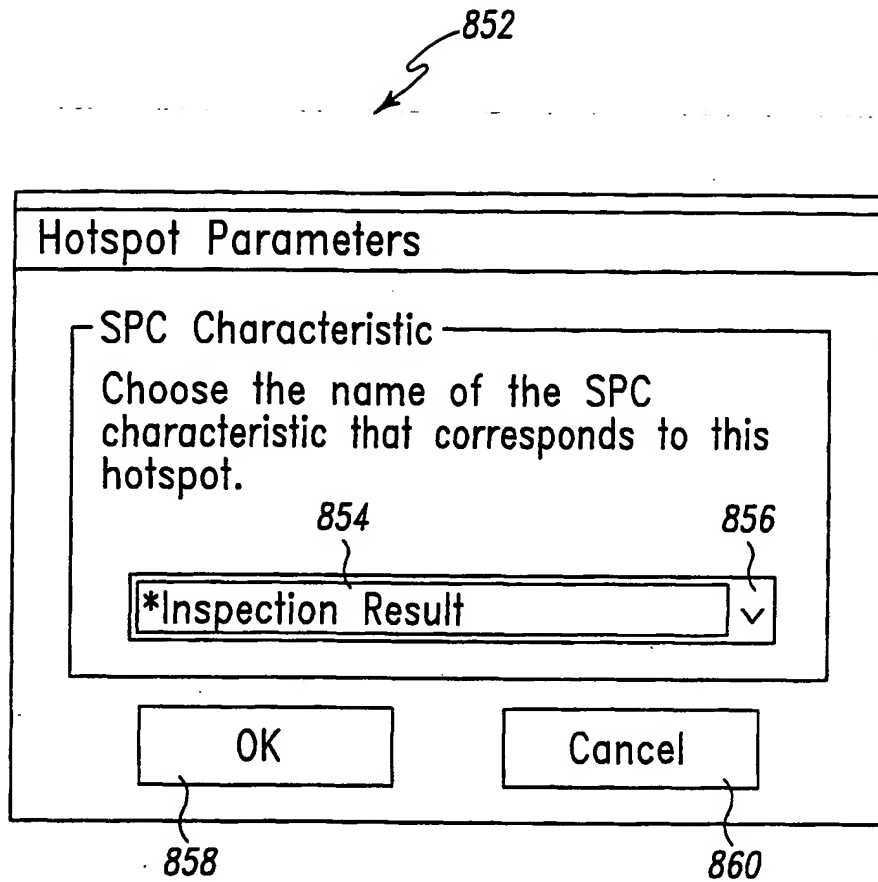 852
Hotspot Parameters
SPC Characteristic
Choose the name of the SPC
characteristic that corresponds to this
hotspot.
854
856
*Inspection Result
OK
Cancel
858
860